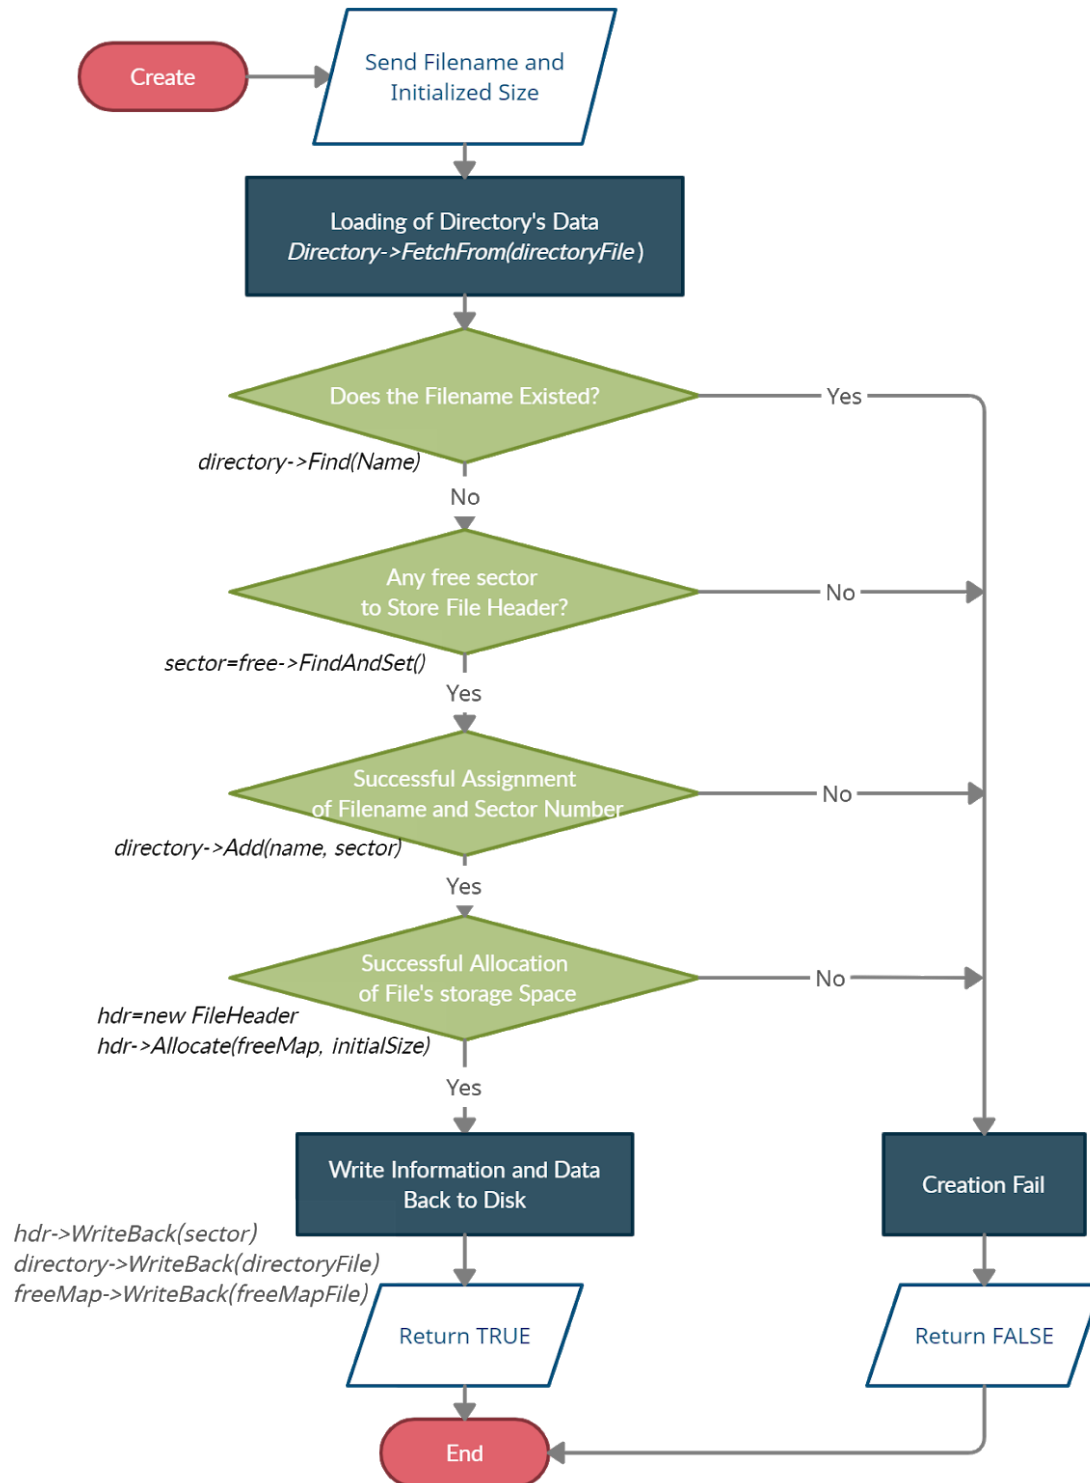 Create
Send Filename and
Initialized Size
Loading of Directory's Data
Directory->FetchFrom(directoryFile)
Does the Filename Existed?
Yes
directory->Find(Name)
No
Any free sector
to Store File Header?
No
sector=free->FindAndSet()
Yes
Successful Assignment
of Filename and Sector Number
No
directory->Add(name, sector)
Yes
Successful Allocation
of File's storage Space
No
hdr=new FileHeader
hdr->Allocate(freeMap, initialSize)
Yes
Write Information and Data
Back to Disk
Creation Fail
hdr->WriteBack(sector)
directory->WriteBack(directoryFile)
freeMap->WriteBack(freeMapFile)
Return TRUE
Return FALSE
End